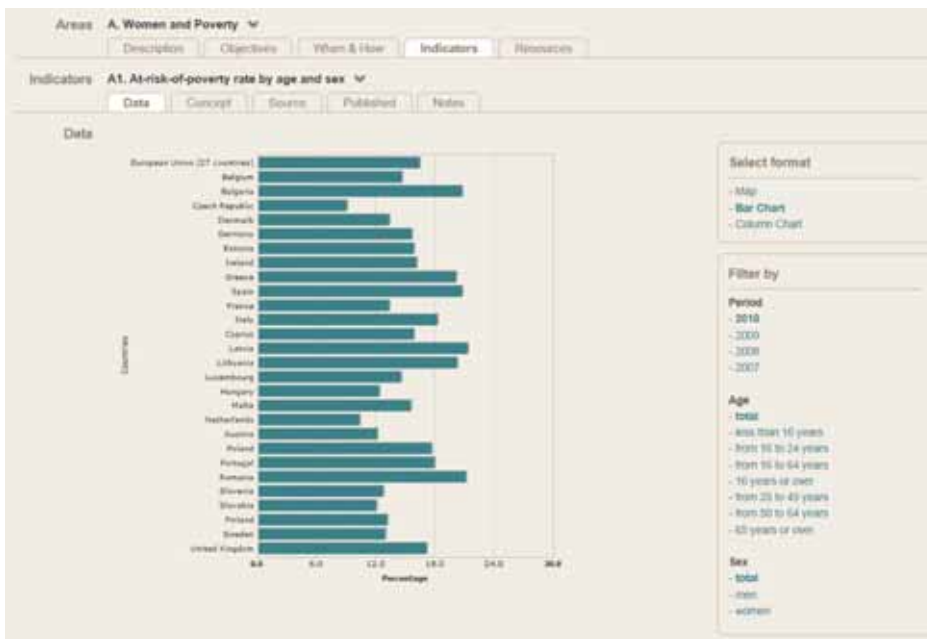 Areas A. Women and Poverty
Description Objectives When & How Indicators Resources
Indicators A1. At-risk-of-poverty rate by age and sex
Data Concept Source Published Notes
Data
European Union (27 countries)
Belgium
Bulgaria
Czech Republic
Denmark
Germany
Estonia
Ireland
Greece
Spain
France
Italy
Cyprus
Latvia
Lithuania
Luxembourg
Hungary
Malta
Netherlands
Austria
Poland
Portugal
Romania
Slovenia
Slovakia
Finland
Sweden
United Kingdom
Countries
0.0 6.0 12.0 18.0 24.0 30.0
Percentage
Select format
- Map
- Bar Chart
- Column Chart
Filter by
Period
- 2010
- 2009
- 2008
- 2007
Age
- total
- less than 16 years
- from 16 to 24 years
- from 16 to 64 years
- 16 years or over
- from 25 to 49 years
- from 50 to 64 years
- 65 years or over
Sex
- total
- men
- women